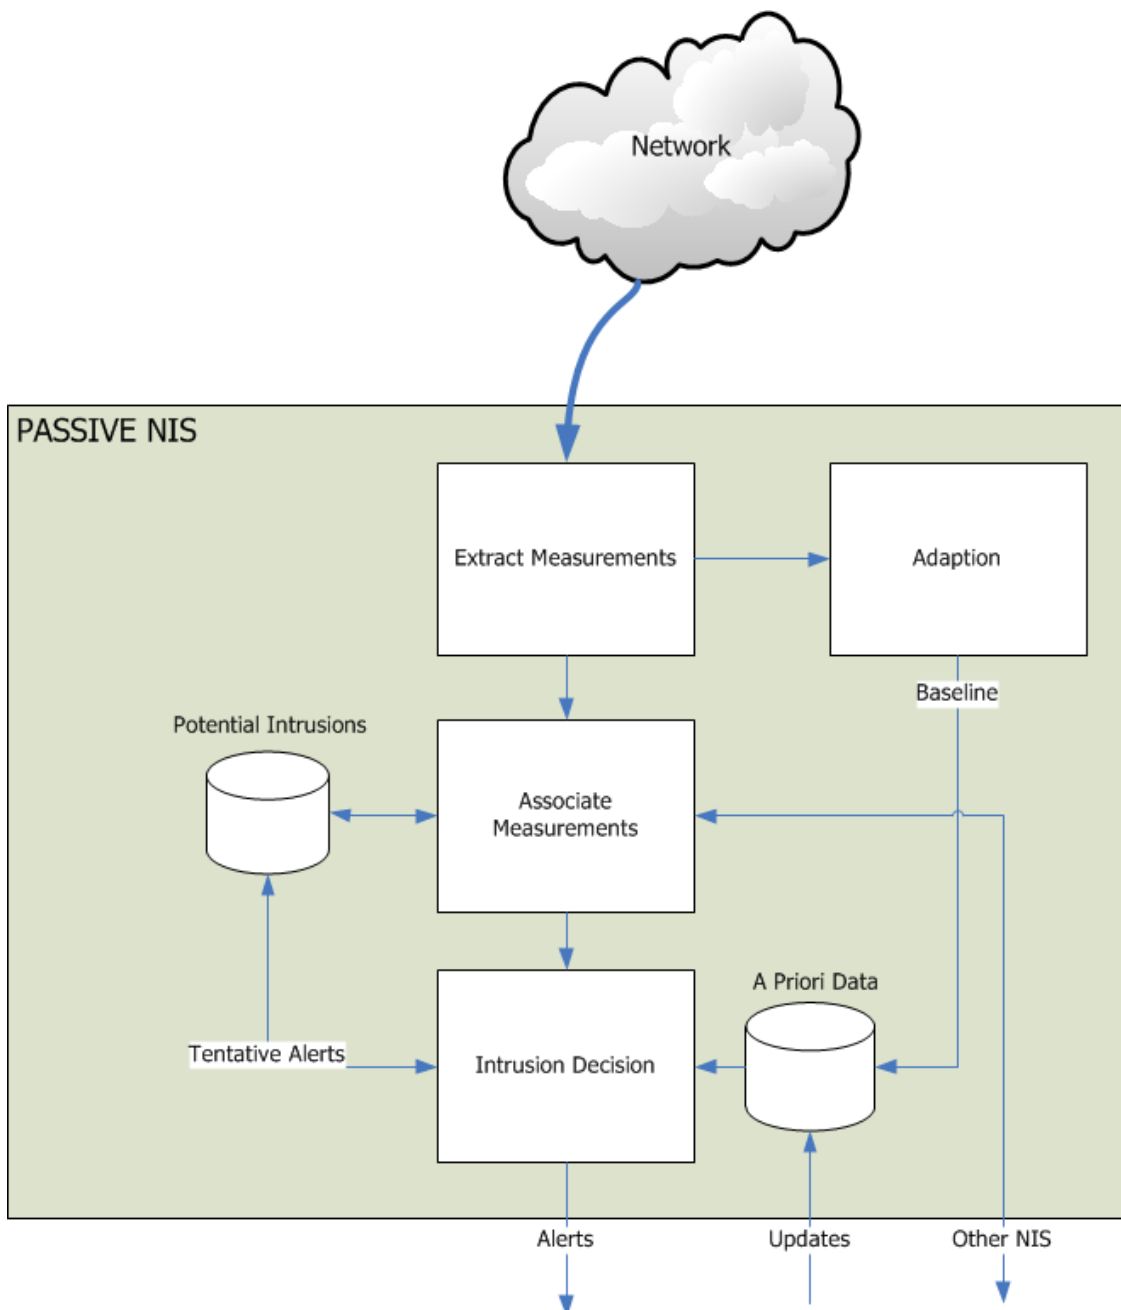 Network
PASSIVE NIS
Extract Measurements
Adaption
Baseline
Potential Intrusions
Associate
Measurements
A Priori Data
Tentative Alerts
Intrusion Decision
Alerts
Updates
Other NIS